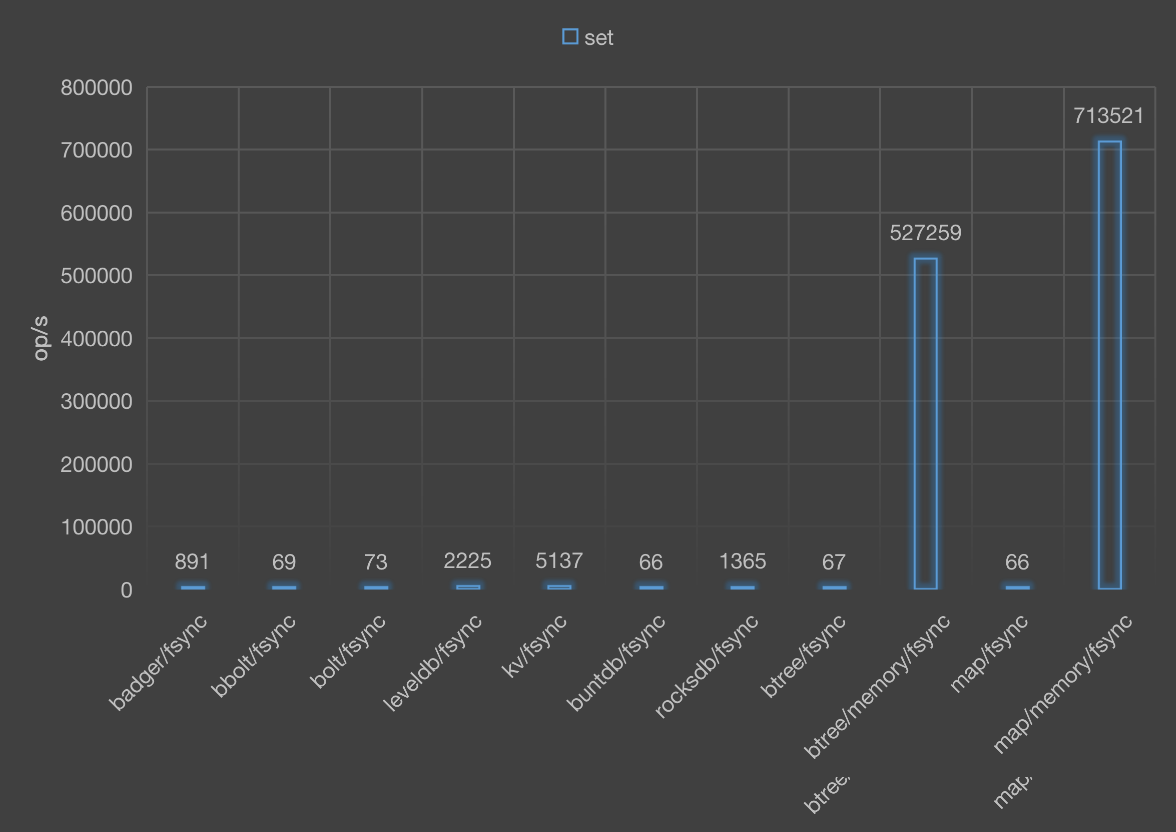 set
800000
700000
600000
500000
400000
300000
200000
100000
0
op/s
891
69
73
2225
5137
66
1365
67
527259
66
713521
badger/fsync
bbolt/fsync
bolt/fsync
leveldb/fsync
kv/fsync
buntdb/fsync
rocksdb/fsync
btree/fsync
btree/memory/fsync
map/fsync
map/memory/fsync
btree/
map/